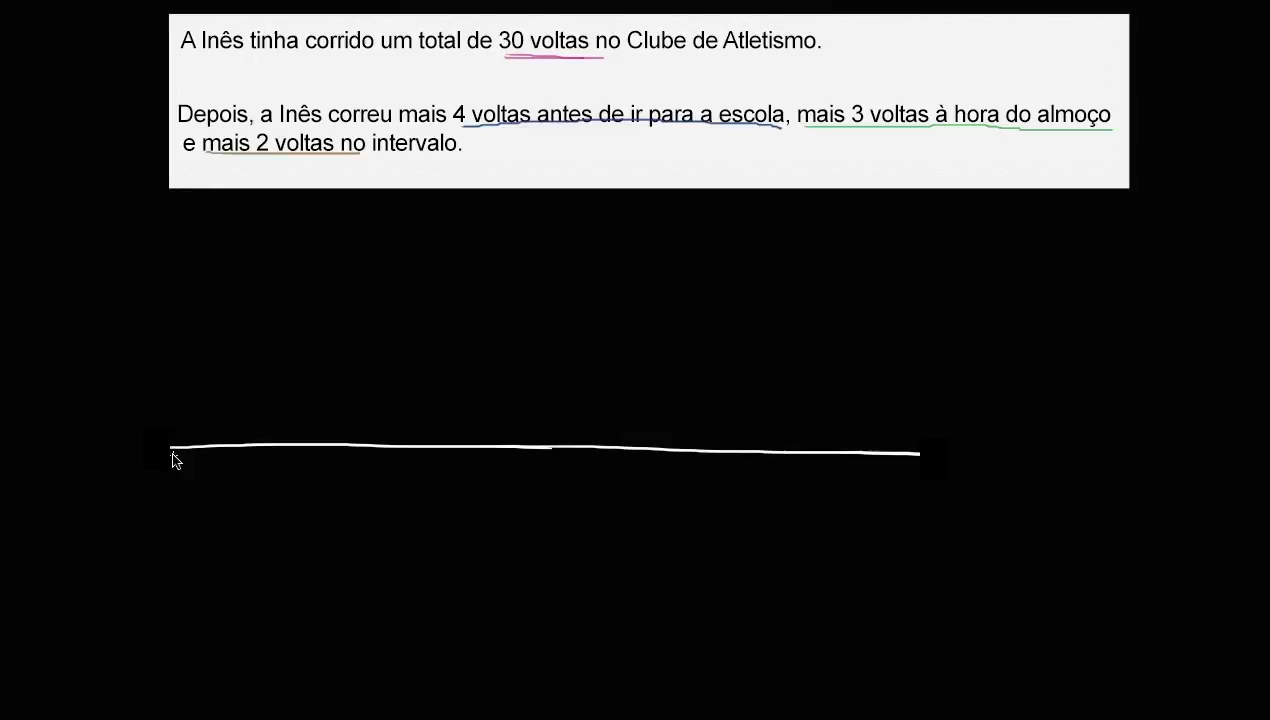 A Inês tinha corrido um total de 30 voltas no Clube de Atletismo.
Depois, a Inês correu mais 4 voltas antes de ir para a escola, mais 3 voltas à hora do almoço
e mais 2 voltas no intervalo.